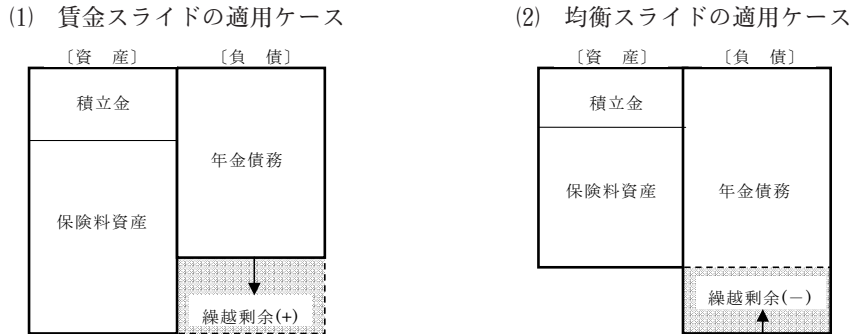 (1) 賃金スライドの適用ケース
〔資 産〕 〔負 債〕
積立金
年金債務
保険料資産
繰越剰余(+)
(2) 均衡スライドの適用ケース
〔資 産〕 〔負 債〕
積立金
保険料資産 年金債務
繰越剰余(－)